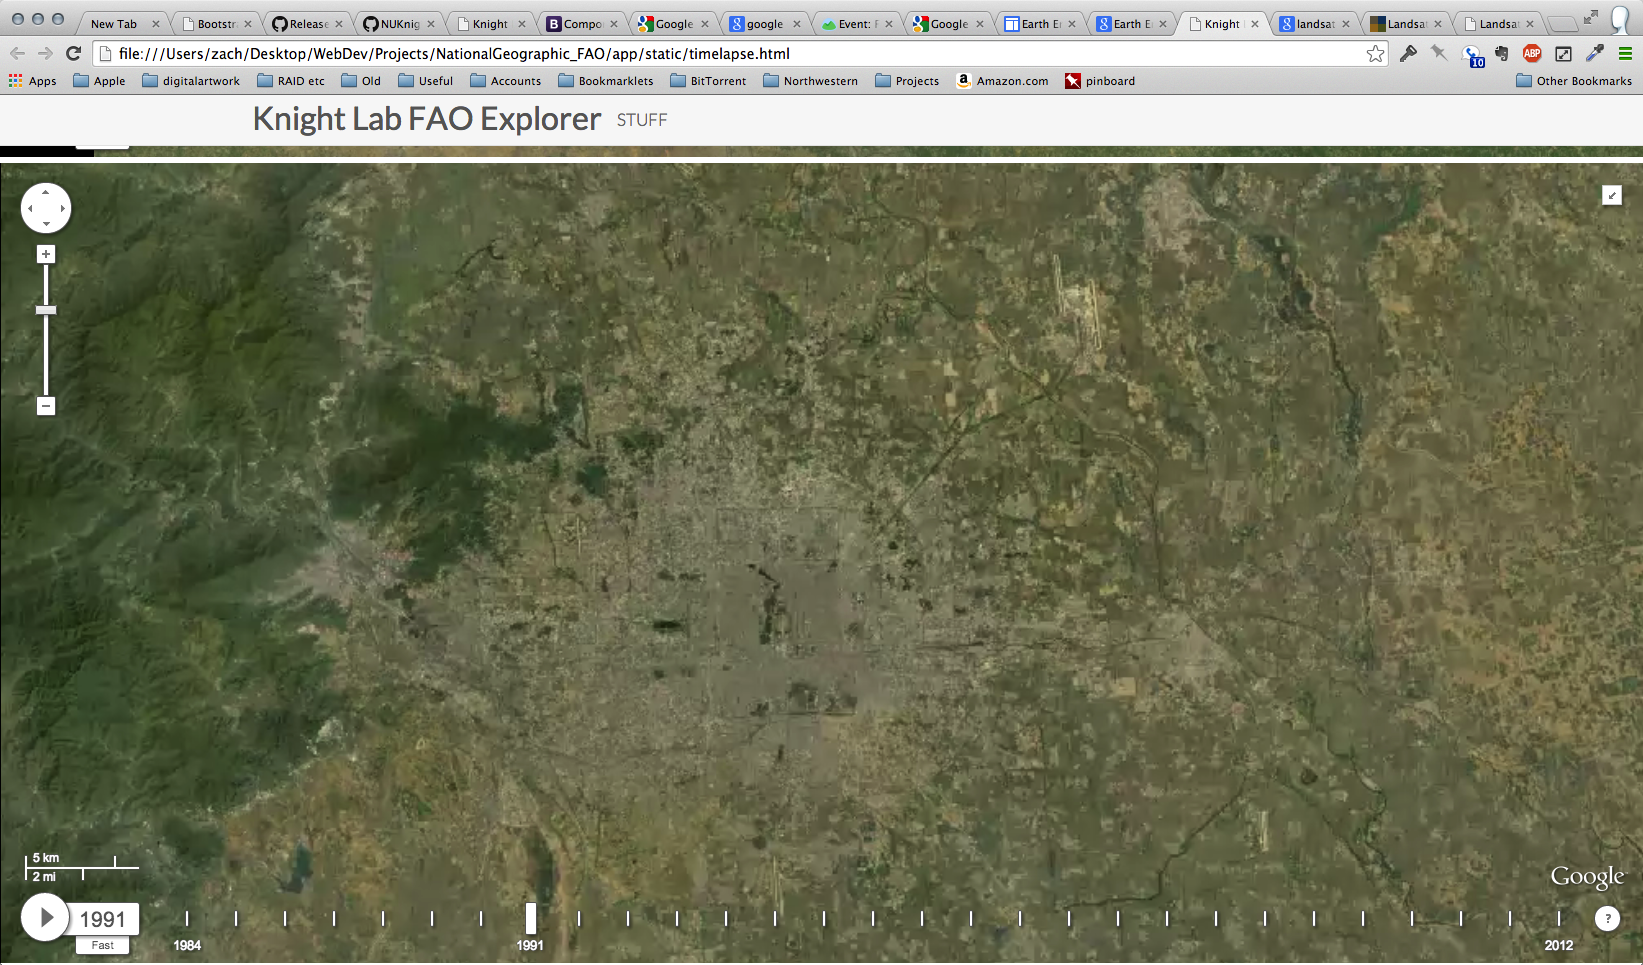 New Tab
Bootstr
Release
NUKnig
Knight
B Compo
Google
google
Event: F
Google
Earth E
Earth E
Knight
landsat
Landsat
Landsat
file:///Users/zach/Desktop/WebDev/Projects/NationalGeographic_FAO/app/static/timelapse.html
10
ABP
Apps
Apple
digitalartwork
RAID etc
Old
Useful
Accounts
Bookmarklets
BitTorrent
Northwestern
Projects
Amazon.com
pinboard
Other Bookmarks
Knight Lab FAO Explorer STUFF
5 km
2 mi
Google
1991
Fast
1984
1991
2012
?